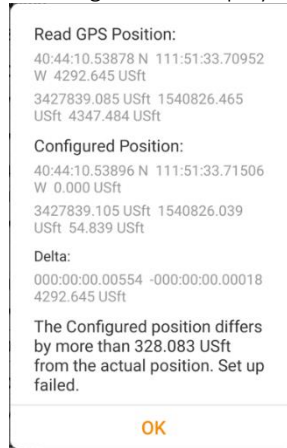 Read GPS Position:
40:44:10.53878 N 111:51:33.70952
W 4292.645 USft
3427839.085 USft 1540826.465
USft 4347.484 USft
Configured Position:
40:44:10.53896 N 111:51:33.71506
W 0.000 USft
3427839.105 USft 1540826.039
USft 54.839 USft
Delta:
000:00:00.00554 -000:00:00.00018
4292.645 USft
The Configured position differs
by more than 328.083 USft
from the actual position. Set up
failed.
OK